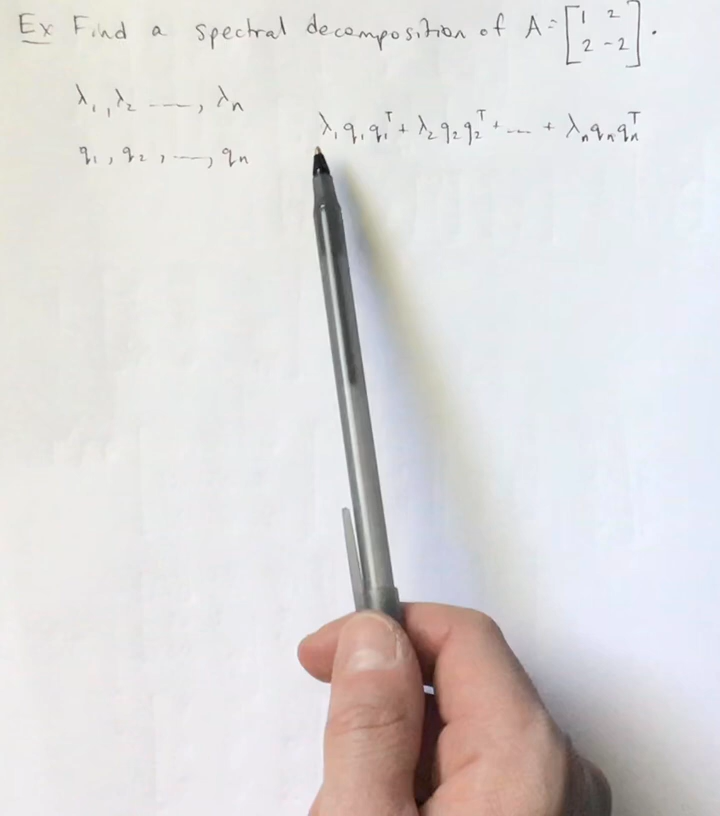 Ex Find a spectral decomposition of A = [1 2; 2 -2].
λ₁, λ₂ ----, λn
λ₁q₁q₁ᵀ + λ₂q₂q₂ᵀ + --- + λnqnqnᵀ
q₁, q₂, ---, qn